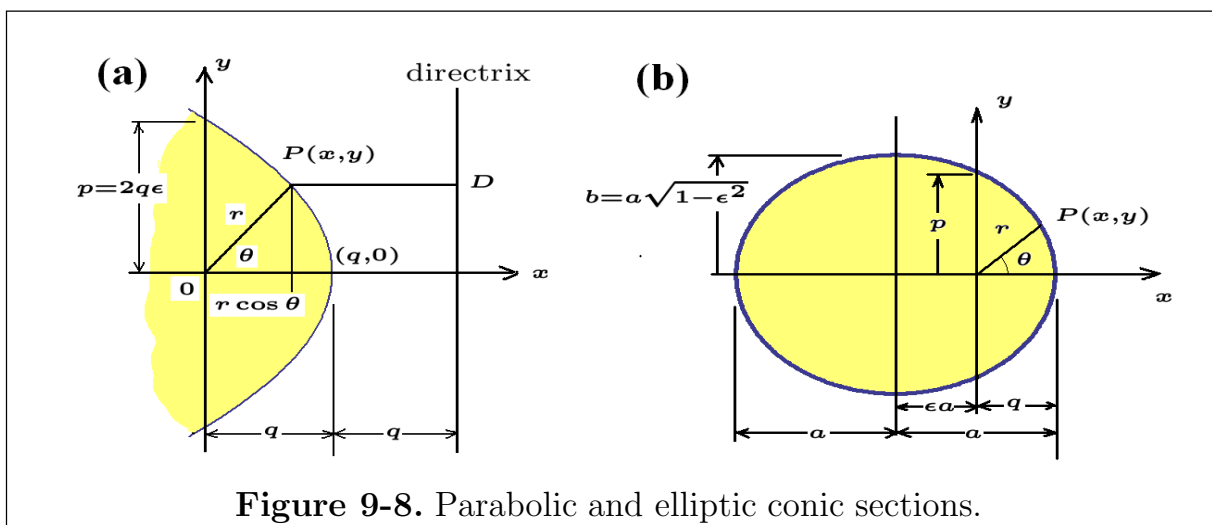 (a)
y
directrix
P(x,y)
D
p=2qϵ
r
θ
(q,0)
x
0
r cos θ
q
q
(b)
y
b=a√1−ϵ²
p
r
P(x,y)
θ
x
ϵa
q
a
a
Figure 9-8. Parabolic and elliptic conic sections.